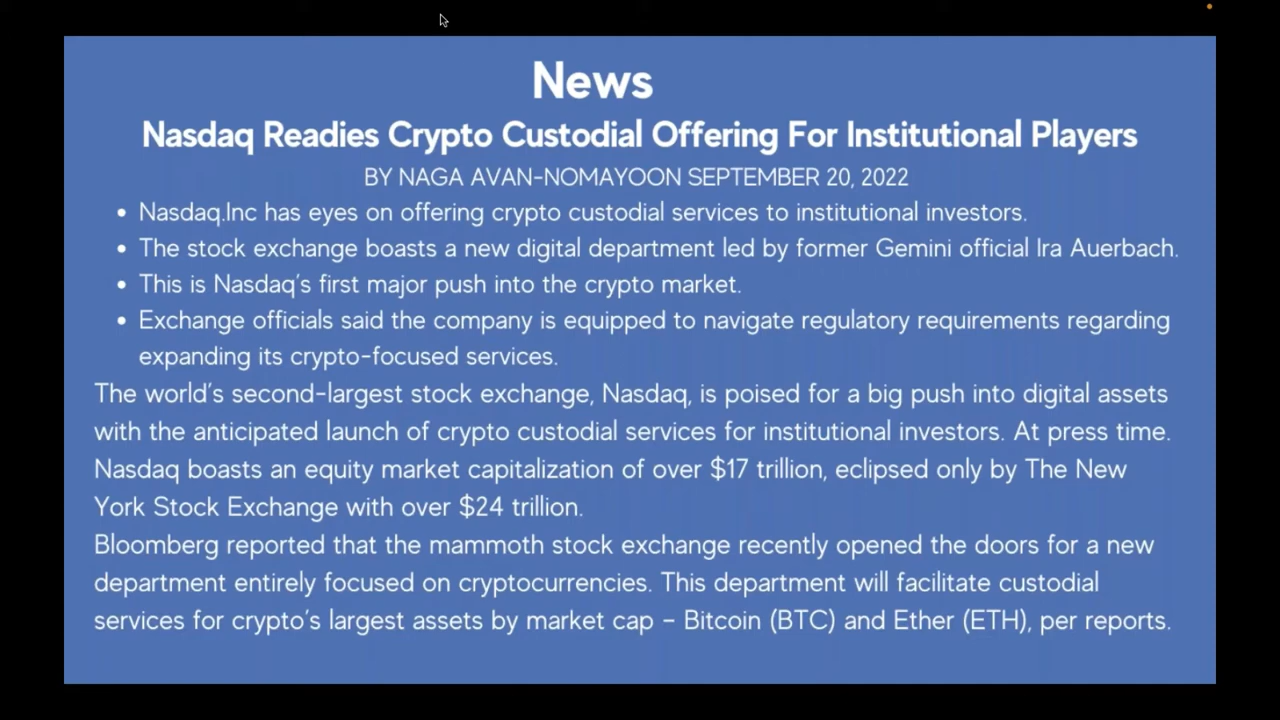 News
Nasdaq Readies Crypto Custodial Offering For Institutional Players
BY NAGA AVAN-NOMAYOON SEPTEMBER 20, 2022
• Nasdaq.Inc has eyes on offering crypto custodial services to institutional investors.
• The stock exchange boasts a new digital department led by former Gemini official Ira Auerbach.
• This is Nasdaq's first major push into the crypto market.
• Exchange officials said the company is equipped to navigate regulatory requirements regarding
expanding its crypto-focused services.
The world's second-largest stock exchange, Nasdaq, is poised for a big push into digital assets
with the anticipated launch of crypto custodial services for institutional investors. At press time.
Nasdaq boasts an equity market capitalization of over $17 trillion, eclipsed only by The New
York Stock Exchange with over $24 trillion.
Bloomberg reported that the mammoth stock exchange recently opened the doors for a new
department entirely focused on cryptocurrencies. This department will facilitate custodial
services for crypto's largest assets by market cap – Bitcoin (BTC) and Ether (ETH), per reports.